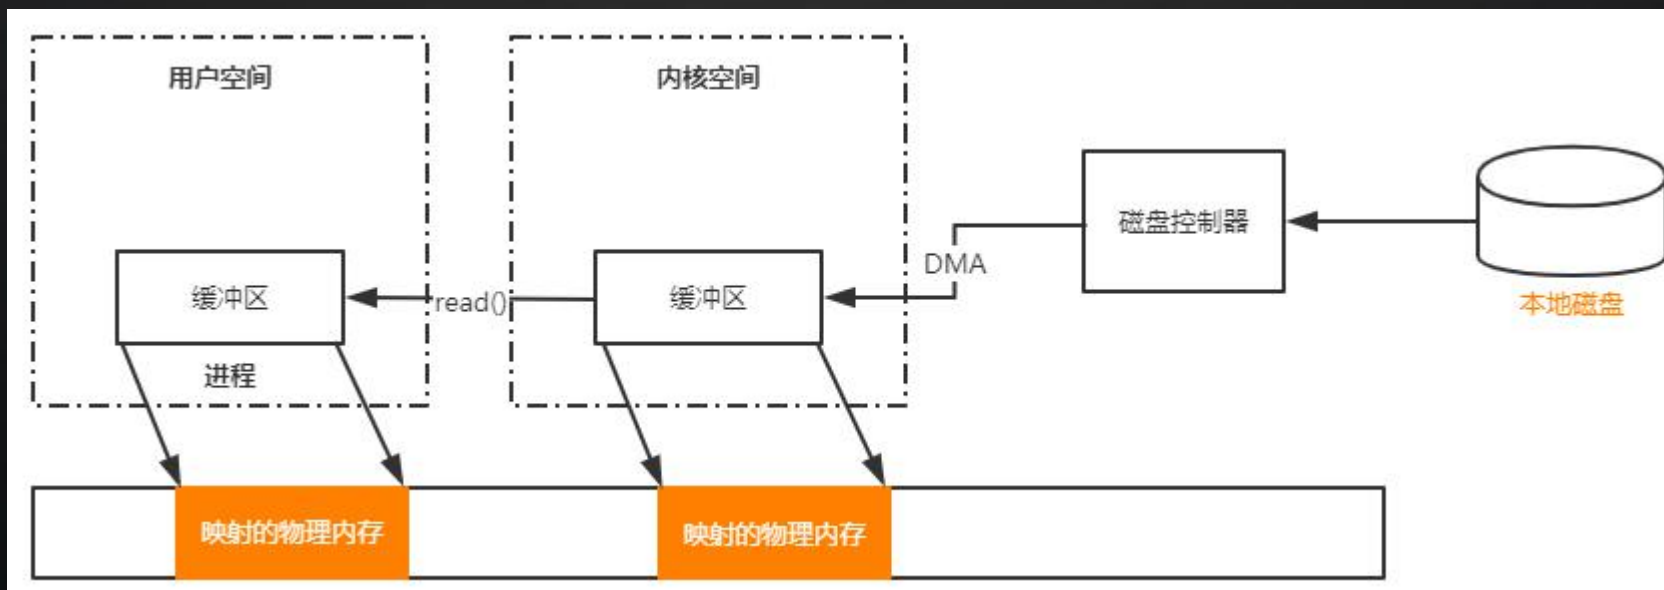 用户空间
内核空间
磁盘控制器
DMA
缓冲区
read()
缓冲区
本地磁盘
进程
映射的物理内存
映射的物理内存